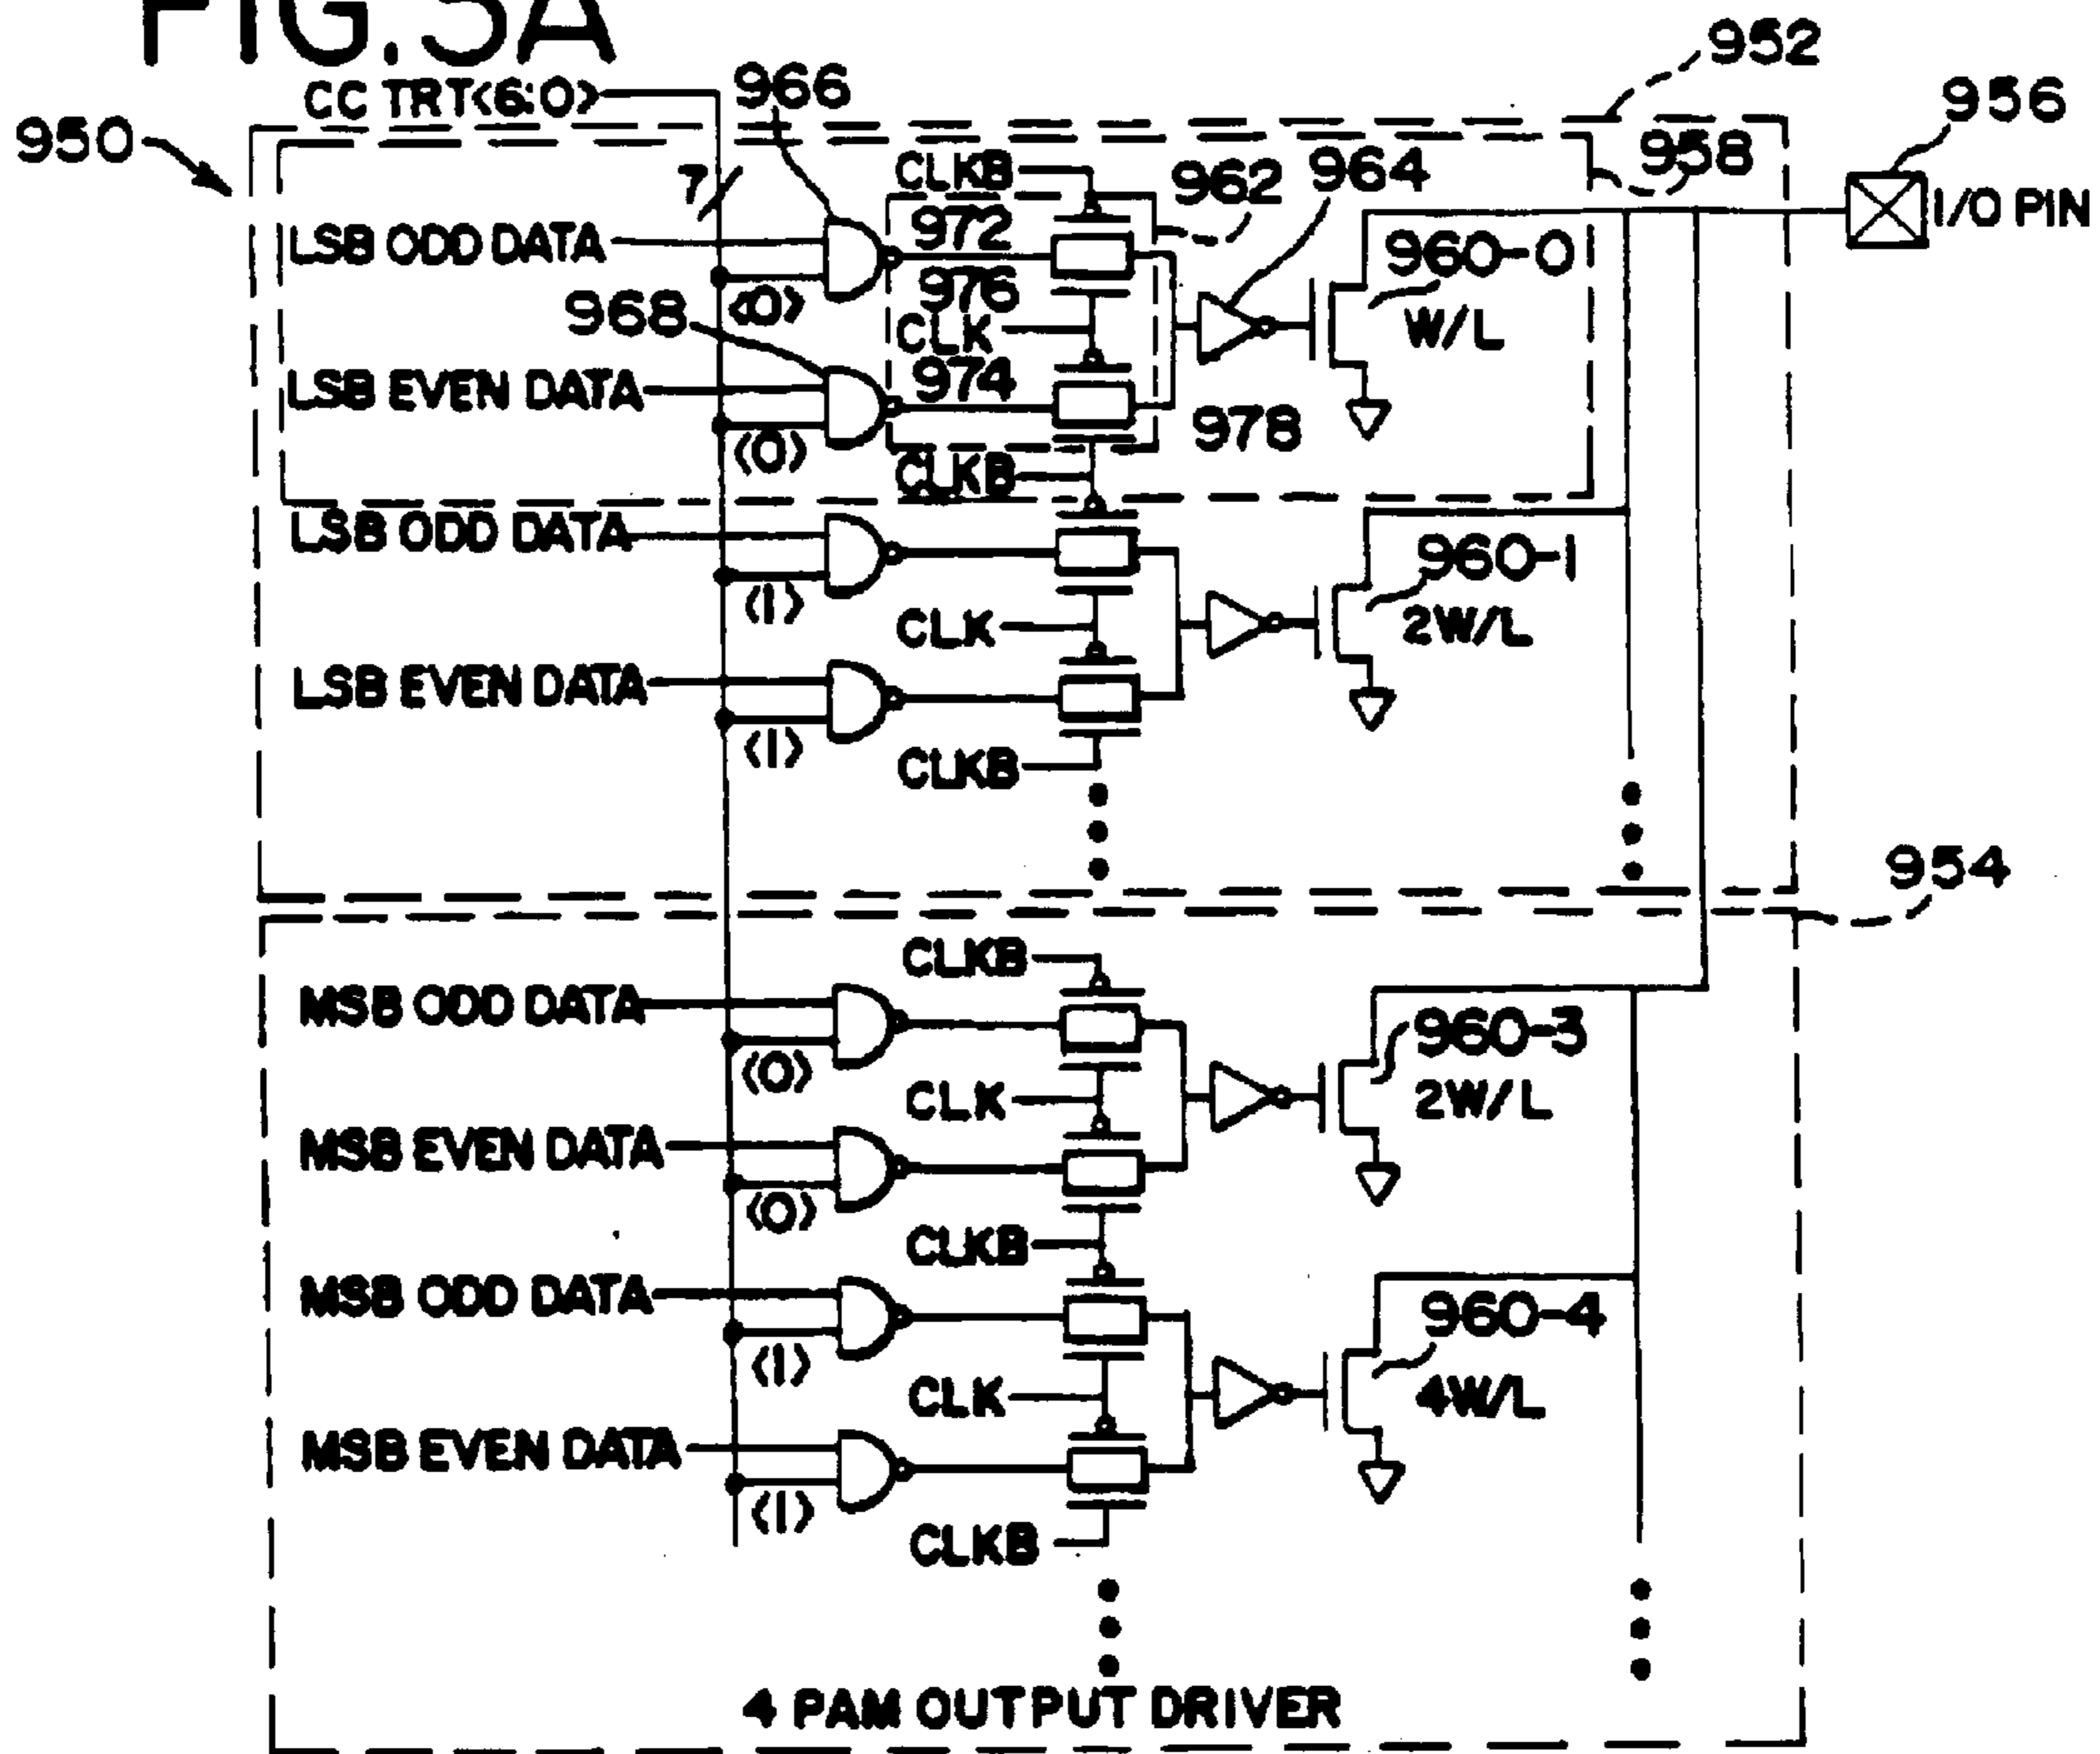 FIG.5A
952
CC TRT<6:0>
966
956
950
958
7
CLKB
962
964
LSB ODD DATA
972
I/O PIN
960-0
976
<0>
968
CLK
W/L
LSB EVEN DATA
974
978
<0>
CLKB
LSB ODD DATA
960-1
<1>
CLK
2W/L
LSB EVEN DATA
<1>
CLKB
954
CLKB
MSB ODD DATA
960-3
<0>
CLK
2W/L
MSB EVEN DATA
<0>
CLKB
MSB ODD DATA
960-4
<1>
CLK
4W/L
MSB EVEN DATA
<1>
CLKB
4 PAM OUTPUT DRIVER